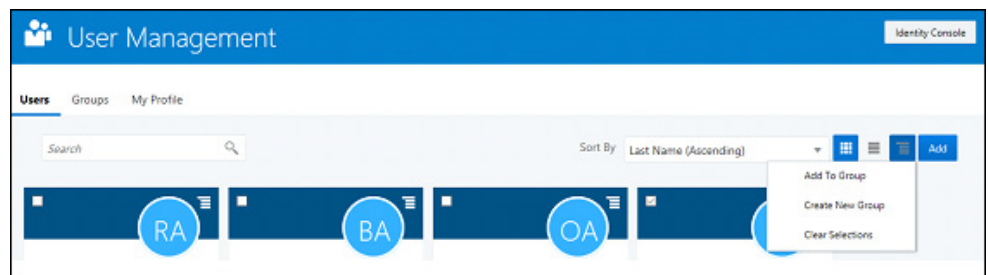 User Management
Identity Console
Users Groups My Profile
Search
Sort By Last Name (Ascending) Add
Add To Group
Create New Group
Clear Selections
RA BA OA